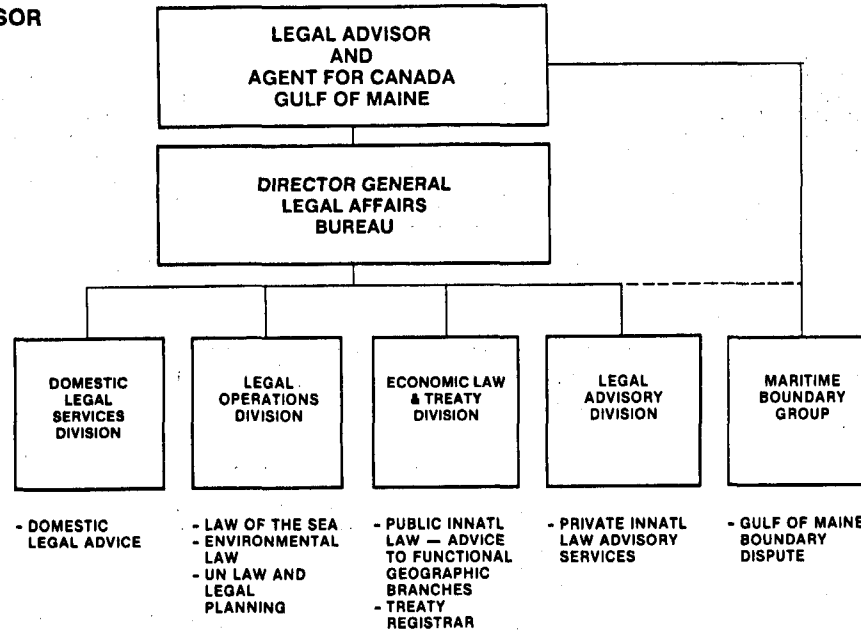 SOR
LEGAL ADVISOR
AND
AGENT FOR CANADA
GULF OF MAINE
DIRECTOR GENERAL
LEGAL AFFAIRS
BUREAU
DOMESTIC
LEGAL
SERVICES
DIVISION
LEGAL
OPERATIONS
DIVISION
ECONOMIC LAW
& TREATY
DIVISION
LEGAL
ADVISORY
DIVISION
MARITIME
BOUNDARY
GROUP
- DOMESTIC
LEGAL ADVICE
- LAW OF THE SEA
- ENVIRONMENTAL
LAW
- UN LAW AND
LEGAL
PLANNING
- PUBLIC INNATL
LAW — ADVICE
TO FUNCTIONAL
GEOGRAPHIC
BRANCHES
- TREATY
REGISTRAR
- PRIVATE INNATL
LAW ADVISORY
SERVICES
- GULF OF MAINE
BOUNDARY
DISPUTE